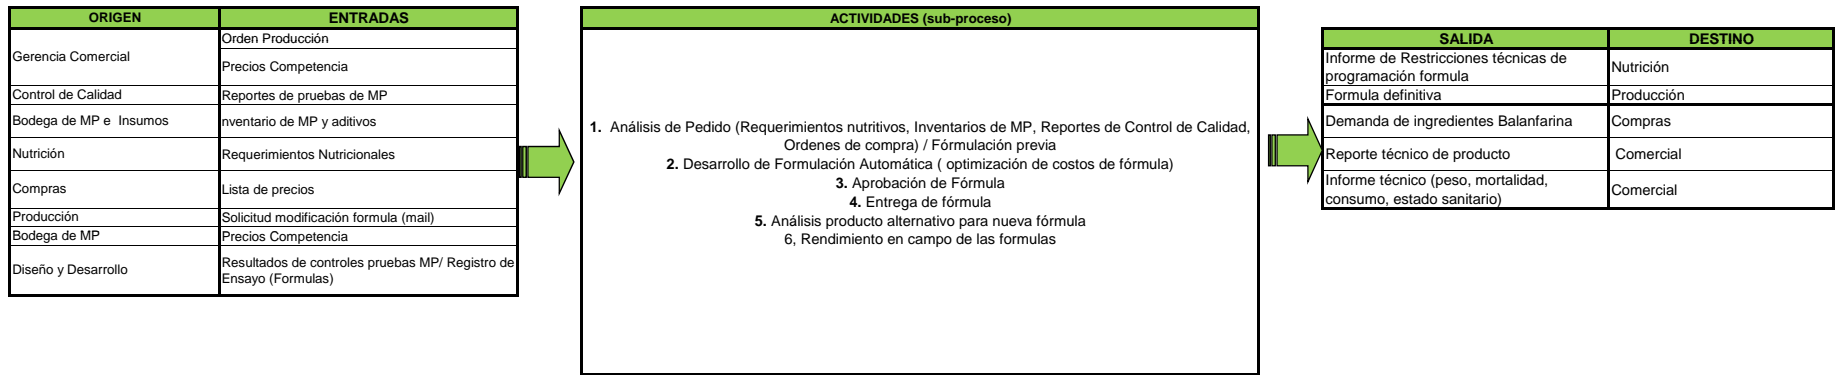 ORIGEN ENTRADAS
Gerencia Comercial
Orden Producción
Precios Competencia
Control de Calidad Reportes de pruebas de MP
Bodega de MP e Insumos nventario de MP y aditivos
Nutrición Requerimientos Nutricionales
Compras Lista de precios
Producción Solicitud modificación formula (mail)
Bodega de MP Precios Competencia
Diseño y Desarrollo
Resultados de controles pruebas MP/ Registro de
Ensayo (Formulas)
ACTIVIDADES (sub-proceso)
1. Análisis de Pedido (Requerimientos nutritivos, Inventarios de MP, Reportes de Control de Calidad,
Ordenes de compra) / Fórmulación previa
2. Desarrollo de Formulación Automática ( optimización de costos de fórmula)
3. Aprobación de Fórmula
4. Entrega de fórmula
5. Análisis producto alternativo para nueva fórmula
6, Rendimiento en campo de las formulas
SALIDA DESTINO
Informe de Restricciones técnicas de
programación formula
Nutrición
Formula definitiva Producción
Demanda de ingredientes Balanfarina Compras
Reporte técnico de producto Comercial
Informe técnico (peso, mortalidad,
consumo, estado sanitario)
Comercial